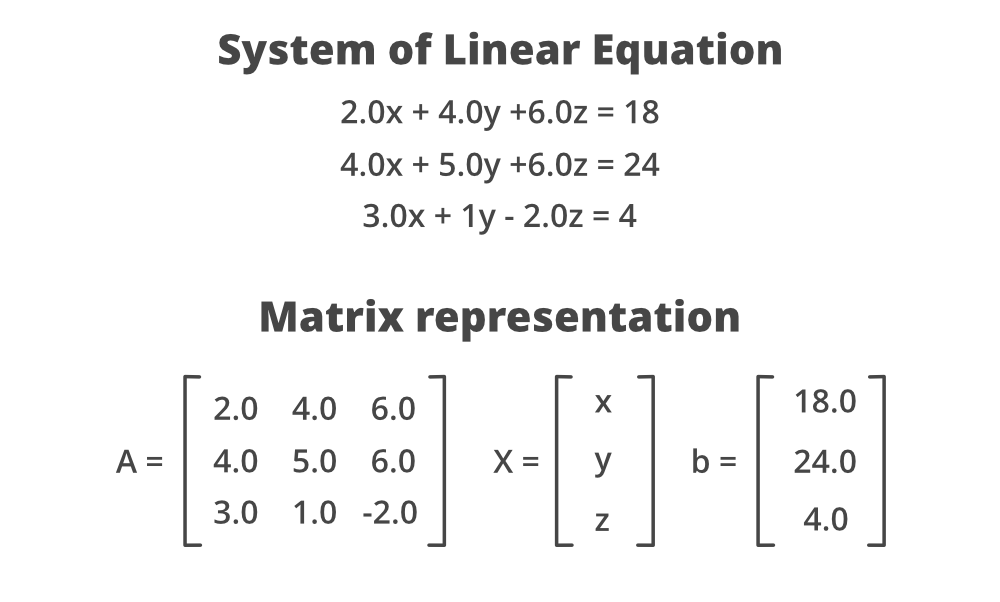 System of Linear Equation
2.0x + 4.0y +6.0z = 18
4.0x + 5.0y +6.0z = 24
3.0x + 1y - 2.0z = 4
Matrix representation
2.0 4.0 6.0 x 18.0
A = 4.0 5.0 6.0 X = y b = 24.0
3.0 1.0 -2.0 z 4.0